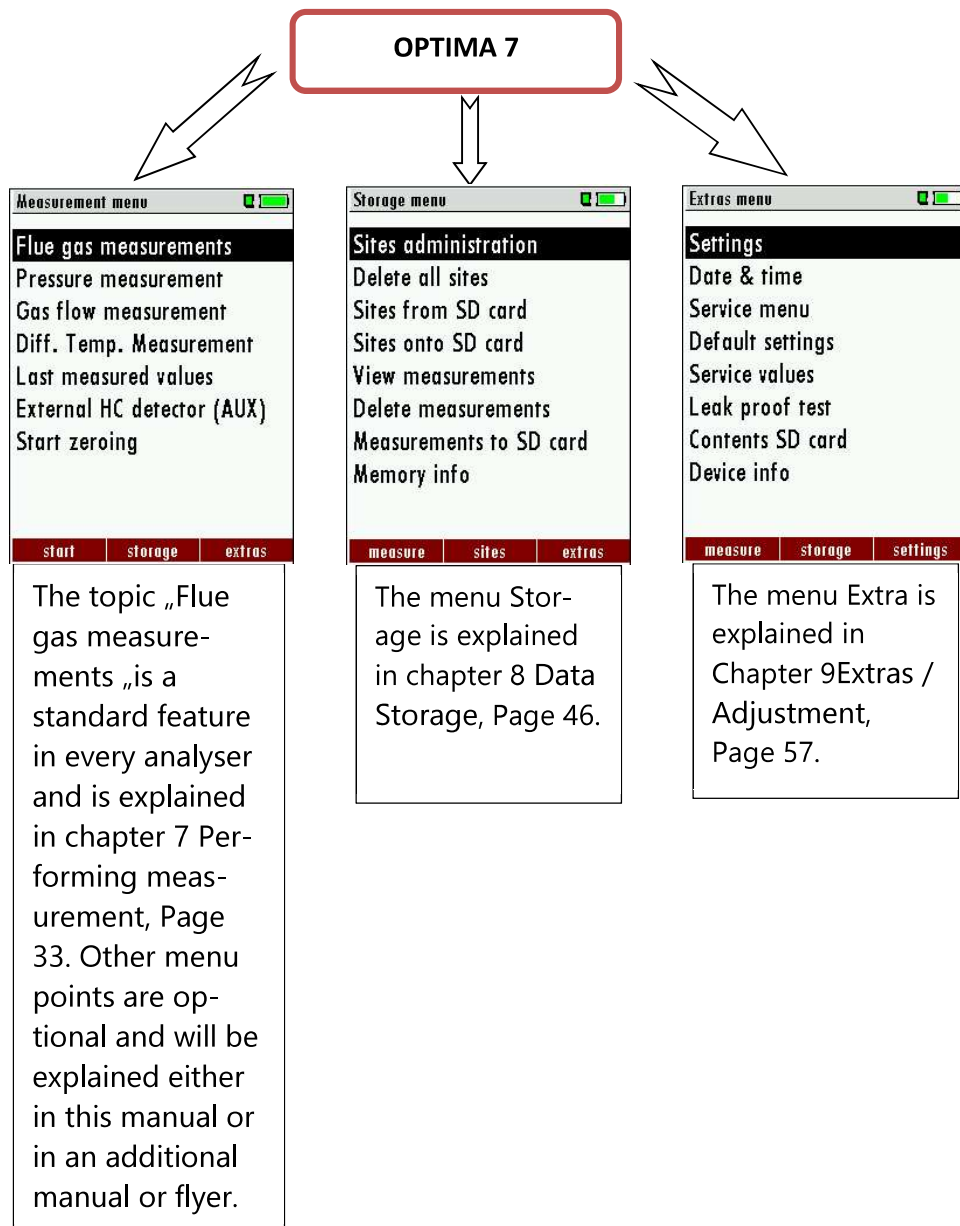 OPTIMA 7
Measurement menu
Flue gas measurements
Pressure measurement
Gas flow measurement
Diff. Temp. Measurement
Last measured values
External HC detector (AUX)
Start zeroing
start storage extras
The topic „Flue
gas measure-
ments „is a
standard feature
in every analyser
and is explained
in chapter 7 Per-
forming meas-
urement, Page
33. Other menu
points are op-
tional and will be
explained either
in this manual or
in an additional
manual or flyer.
Storage menu
Sites administration
Delete all sites
Sites from SD card
Sites onto SD card
View measurements
Delete measurements
Measurements to SD card
Memory info
measure sites extras
The menu Stor-
age is explained
in chapter 8 Data
Storage, Page 46.
Extras menu
Settings
Date & time
Service menu
Default settings
Service values
Leak proof test
Contents SD card
Device info
measure storage settings
The menu Extra is
explained in
Chapter 9Extras /
Adjustment,
Page 57.